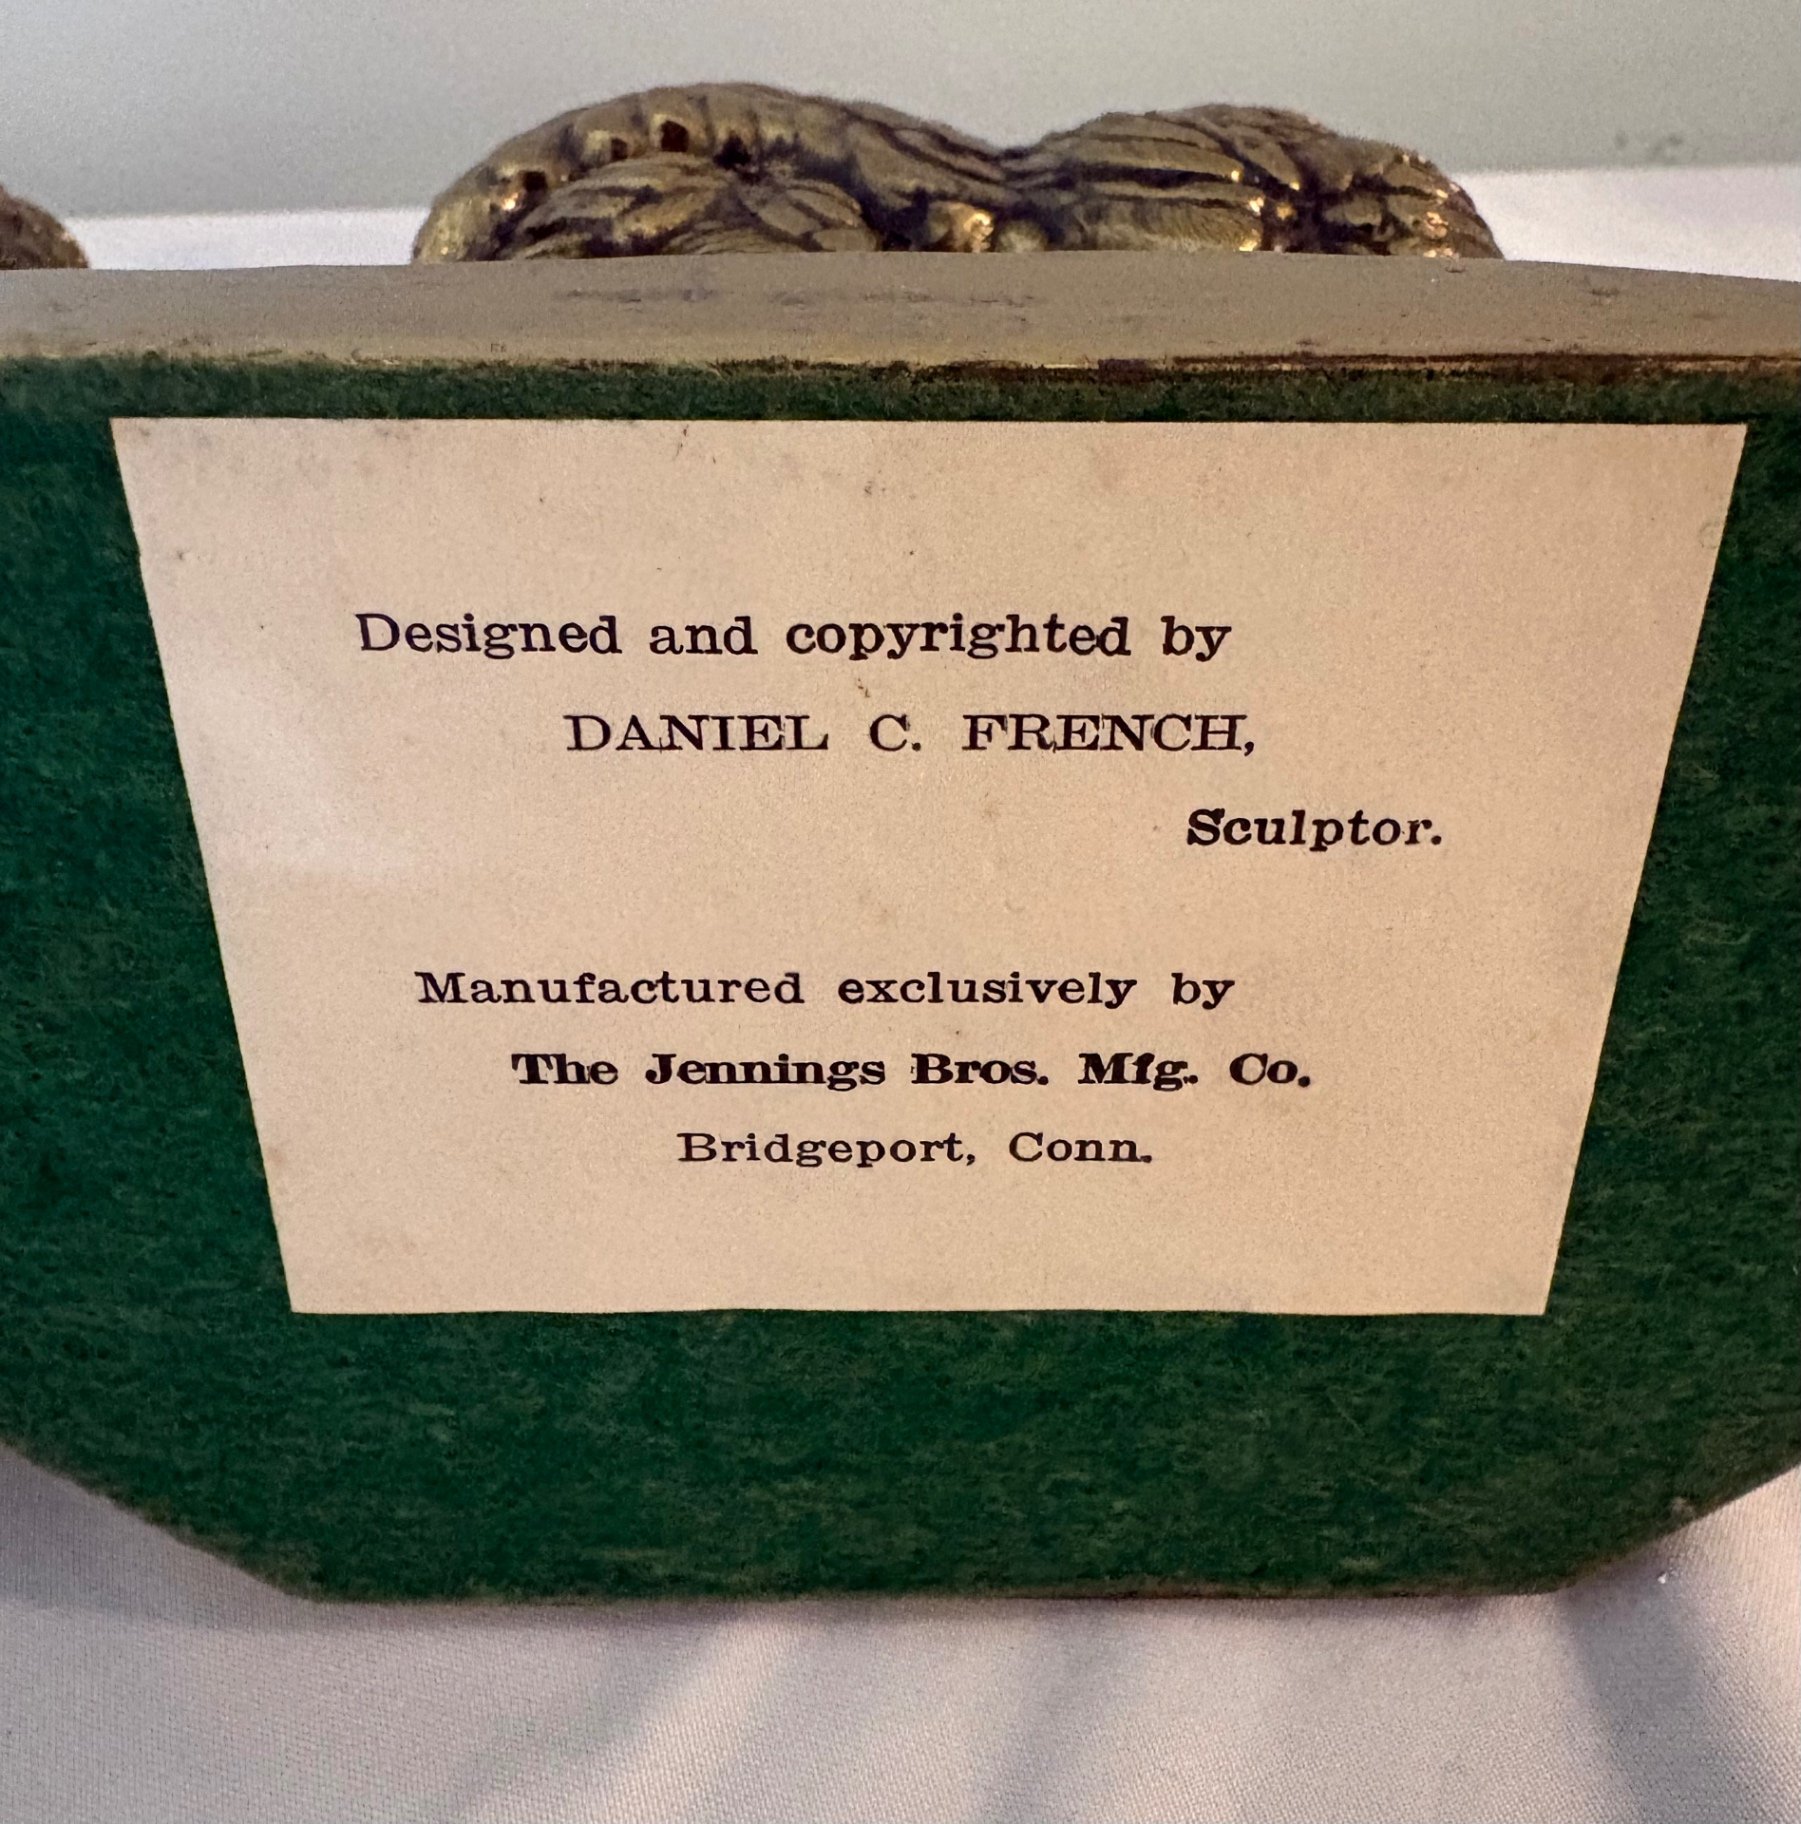 Designed and copyrighted by
DANIEL C. FRENCH,
Sculptor.
Manufactured exclusively by
The Jennings Bros. Mfg. Co.
Bridgeport, Conn.